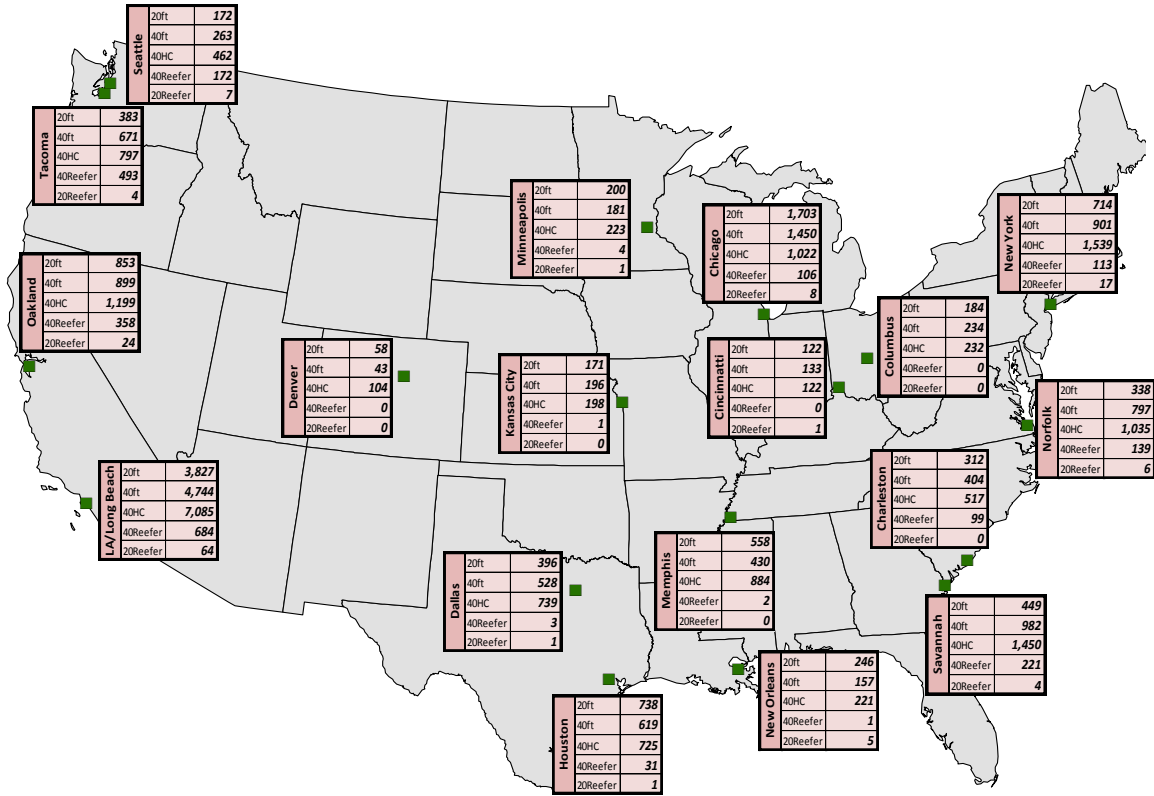 Seattle
20ft 172
40ft 263
40HC 462
40Reefer 172
20Reefer 7
Tacoma
20ft 383
40ft 671
40HC 797
40Reefer 493
20Reefer 4
Minneapolis
20ft 200
40ft 181
40HC 223
40Reefer 4
20Reefer 1
Chicago
20ft 1,703
40ft 1,450
40HC 1,022
40Reefer 106
20Reefer 8
New York
20ft 714
40ft 901
40HC 1,539
40Reefer 113
20Reefer 17
Oakland
20ft 853
40ft 899
40HC 1,199
40Reefer 358
20Reefer 24
Denver
20ft 58
40ft 43
40HC 104
40Reefer 0
20Reefer 0
Kansas City
20ft 171
40ft 196
40HC 198
40Reefer 1
20Reefer 0
Cincinnatti
20ft 122
40ft 133
40HC 122
40Reefer 0
20Reefer 1
Columbus
20ft 184
40ft 234
40HC 232
40Reefer 0
20Reefer 0
Norfolk
20ft 338
40ft 797
40HC 1,035
40Reefer 139
20Reefer 6
LA/Long Beach
20ft 3,827
40ft 4,744
40HC 7,085
40Reefer 684
20Reefer 64
Charleston
20ft 312
40ft 404
40HC 517
40Reefer 99
20Reefer 0
Dallas
20ft 396
40ft 528
40HC 739
40Reefer 3
20Reefer 1
Memphis
20ft 558
40ft 430
40HC 884
40Reefer 2
20Reefer 0
Savannah
20ft 449
40ft 982
40HC 1,450
40Reefer 221
20Reefer 4
New Orleans
20ft 246
40ft 157
40HC 221
40Reefer 1
20Reefer 5
Houston
20ft 738
40ft 619
40HC 725
40Reefer 31
20Reefer 1